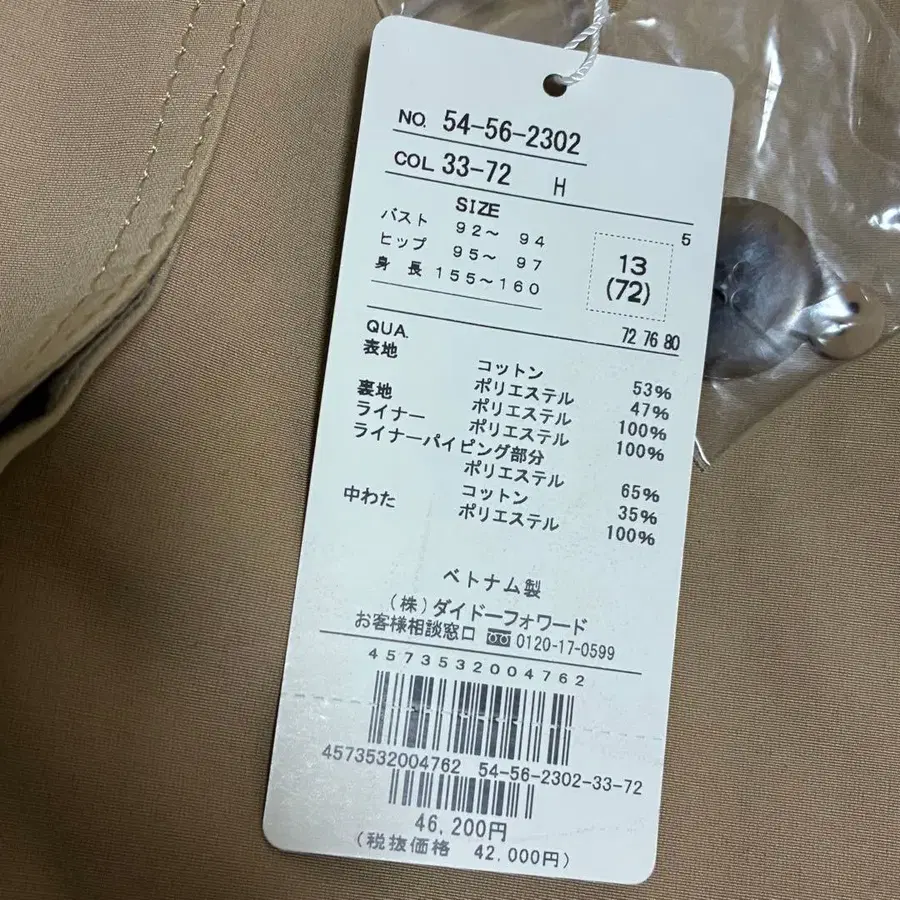 NO. 54-56-2302
COL 33-72 H
SIZE 5
バスト 92～ 94
ヒップ 95～ 97
身 長 155～160
13
(72)
72 76 80
QUA.
表地 コットン 53%
ポリエステル 47%
裏地 ポリエステル 100%
ライナー ポリエステル 100%
ライナーパイピング部分
ポリエステル 65%
コットン 35%
中わた ポリエステル 100%
ベトナム製
(株)ダイドーフォワード
お客様相談窓口 0120-17-0599
4573532004762
4573532004762 54-56-2302-33-72
46,200円
(税抜価格 42,000円)